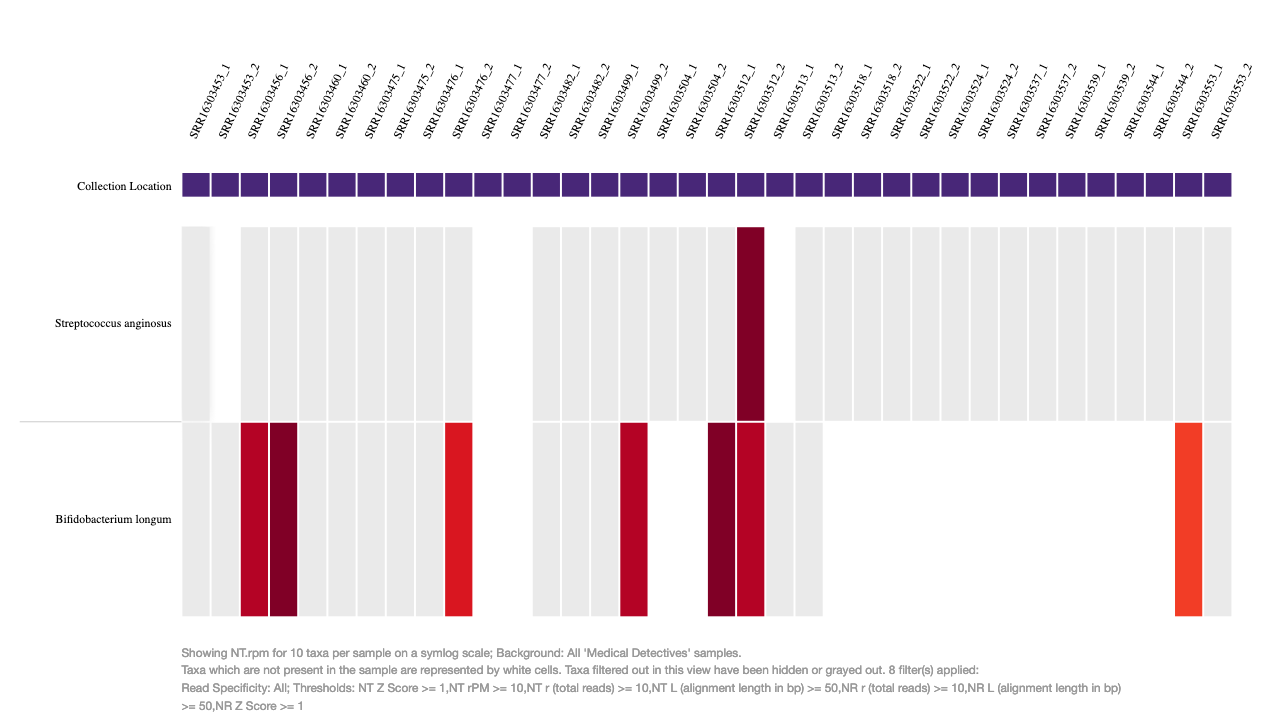 SRR16303453_1
SRR16303453_2
SRR16303456_1
SRR16303456_2
SRR16303460_1
SRR16303460_2
SRR16303475_1
SRR16303475_2
SRR16303476_1
SRR16303476_2
SRR16303477_1
SRR16303477_2
SRR16303482_1
SRR16303482_2
SRR16303499_1
SRR16303499_2
SRR16303504_1
SRR16303504_2
SRR16303512_1
SRR16303512_2
SRR16303513_1
SRR16303513_2
SRR16303518_1
SRR16303518_2
SRR16303522_1
SRR16303522_2
SRR16303524_1
SRR16303524_2
SRR16303537_1
SRR16303537_2
SRR16303539_1
SRR16303539_2
SRR16303544_1
SRR16303544_2
SRR16303553_1
SRR16303553_2
Collection Location
Streptococcus anginosus
Bifidobacterium longum
Showing NT.rpm for 10 taxa per sample on a symlog scale; Background: All 'Medical Detectives' samples.
Taxa which are not present in the sample are represented by white cells. Taxa filtered out in this view have been hidden or grayed out. 8 filter(s) applied:
Read Specificity: All; Thresholds: NT Z Score >= 1,NT rPM >= 10,NT r (total reads) >= 10,NT L (alignment length in bp) >= 50,NR r (total reads) >= 10,NR L (alignment length in bp)
>= 50,NR Z Score >= 1